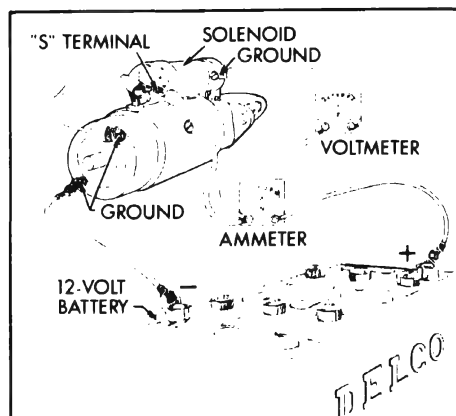 "S" TERMINAL
SOLENOID
GROUND
VOLTMETER
GROUND
AMMETER
+
12-VOLT
BATTERY
−
DELCO